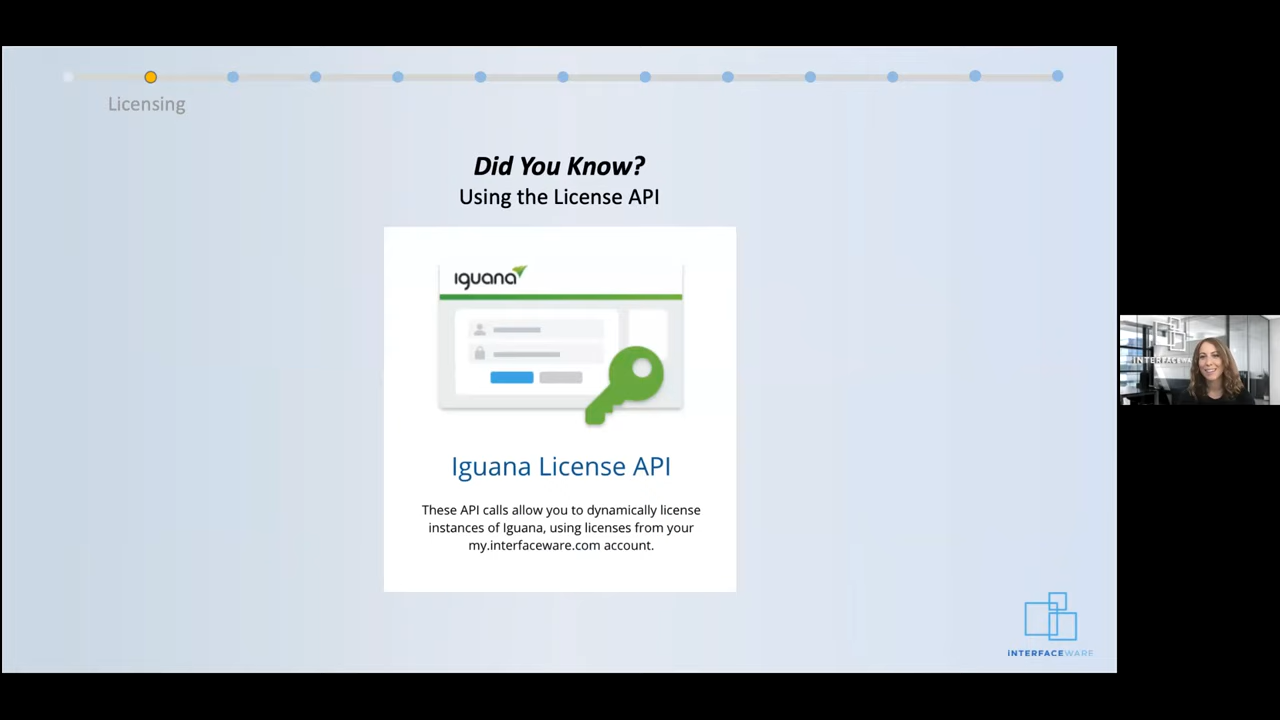 Licensing
Did You Know?
Using the License API
iguana
Iguana License API
These API calls allow you to dynamically license
instances of Iguana, using licenses from your
my.interfaceware.com account.
INTERFACEWARE
INTERFACEWA